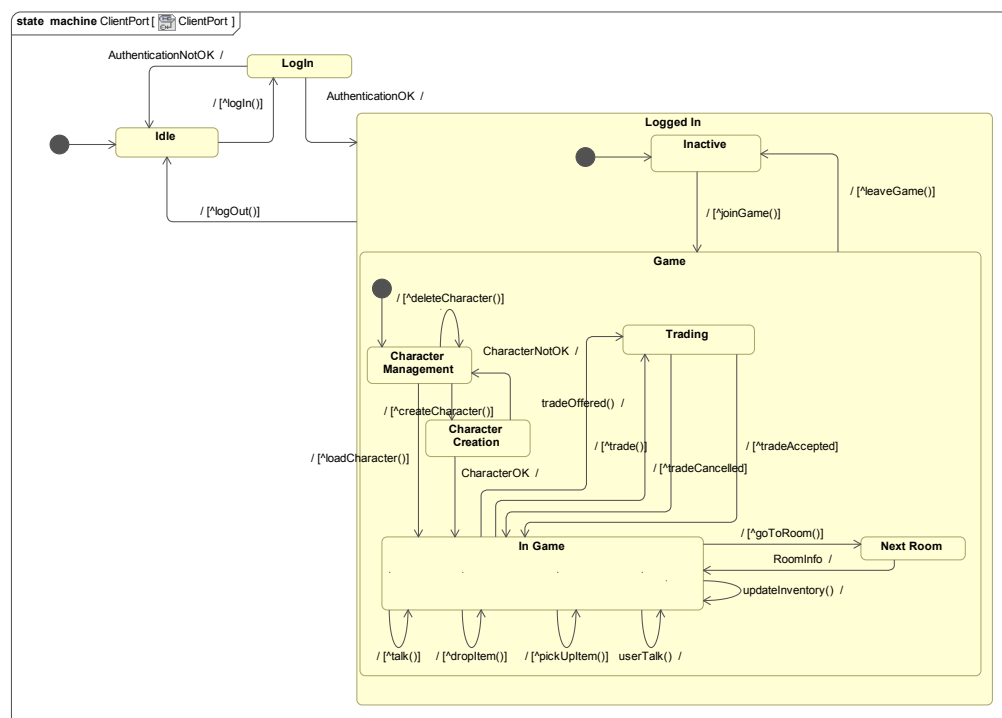 state machine ClientPort [ ClientPort ]
AuthenticationNotOK /
LogIn
/ [^logIn()]
AuthenticationOK /
Idle
Logged In
Inactive
/ [^leaveGame()]
/ [^logOut()]
/ [^joinGame()]
Game
/ [^deleteCharacter()]
Trading
Character
Management
CharacterNotOK /
tradeOffered() /
/ [^createCharacter()]
Character
Creation
/ [^trade()]
/ [^tradeAccepted]
/ [^loadCharacter()]
CharacterOK /
/ [^tradeCancelled]
/ [^goToRoom()]
In Game
Next Room
RoomInfo /
updateInventory() /
/ [^talk()]
/ [^dropItem()]
/ [^pickUpItem()]
userTalk() /